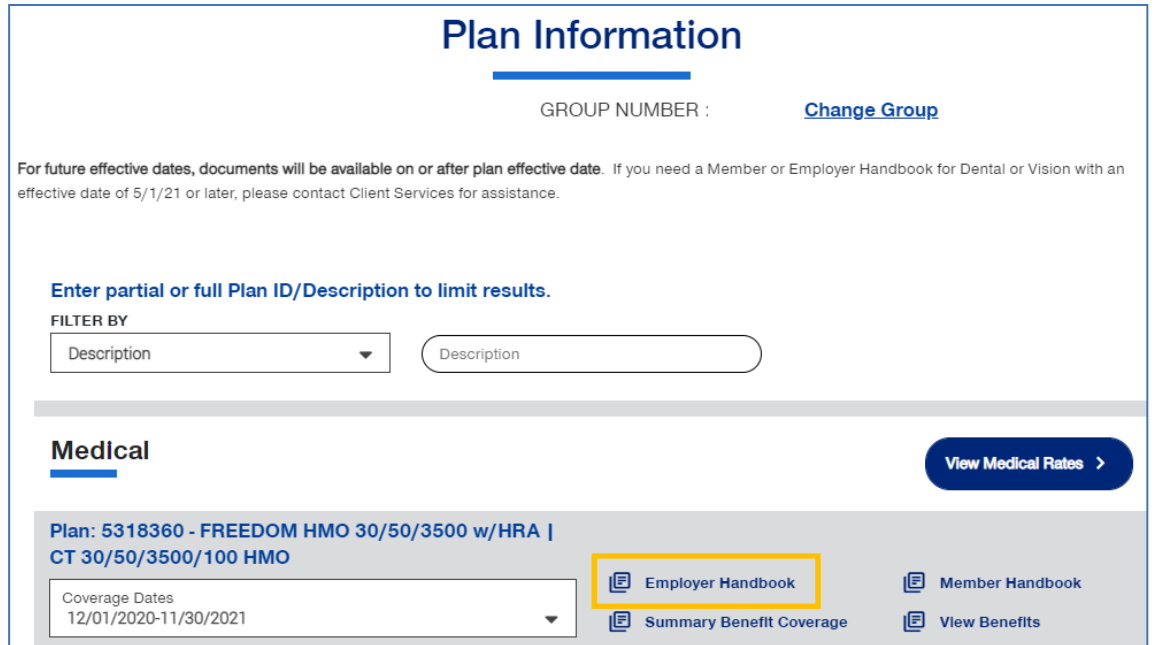 Plan Information
GROUP NUMBER : Change Group
For future effective dates, documents will be available on or after plan effective date. If you need a Member or Employer Handbook for Dental or Vision with an
effective date of 5/1/21 or later, please contact Client Services for assistance.
Enter partial or full Plan ID/Description to limit results.
FILTER BY
Description Description
Medical
View Medical Rates >
Plan: 5318360 - FREEDOM HMO 30/50/3500 w/HRA |
CT 30/50/3500/100 HMO
Employer Handbook Member Handbook
Coverage Dates
12/01/2020-11/30/2021
Summary Benefit Coverage View Benefits